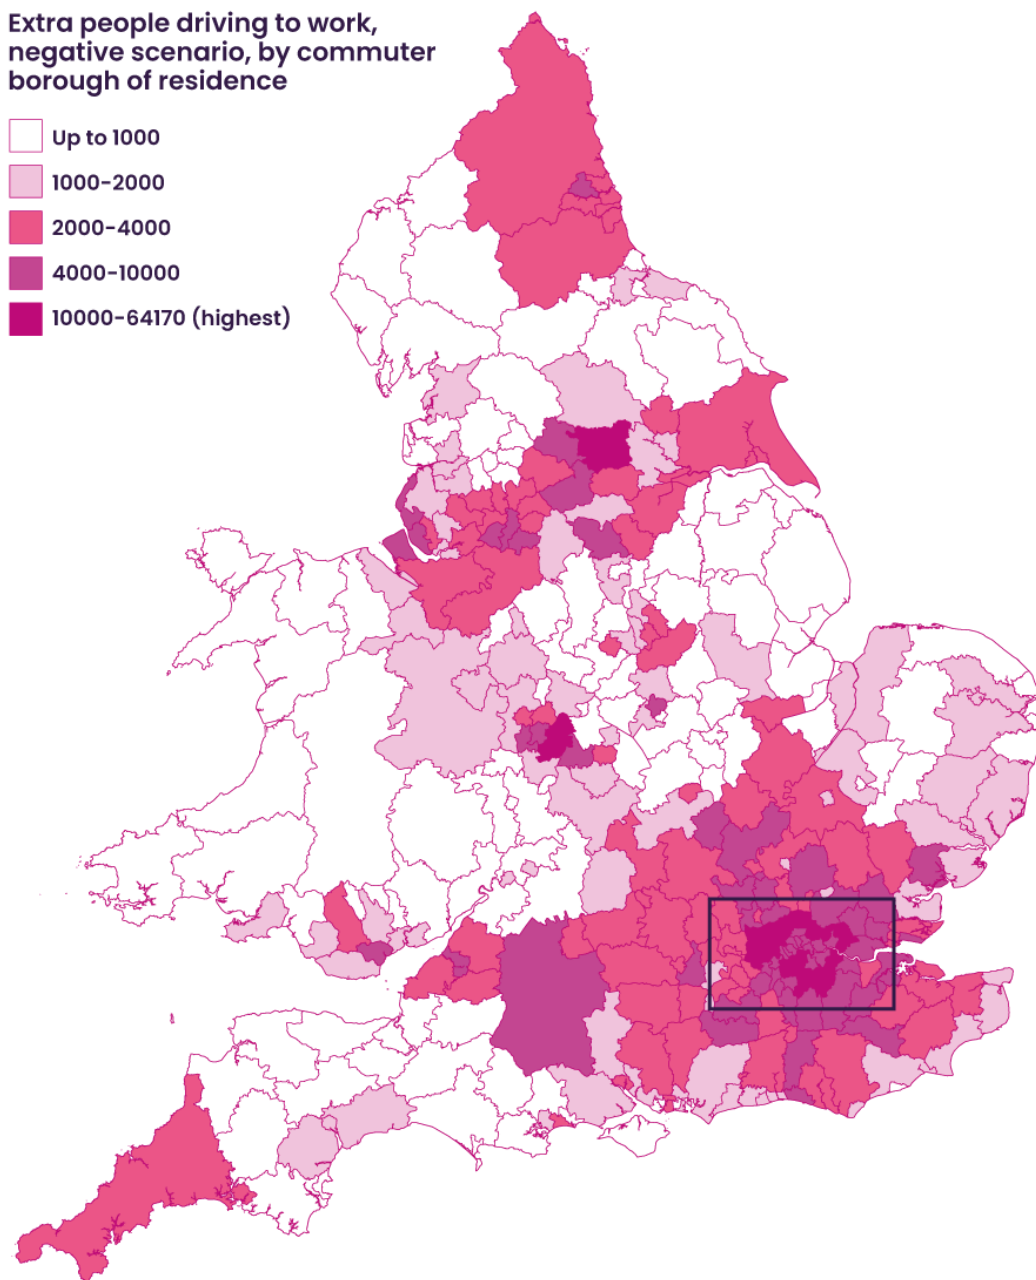 Extra people driving to work,
negative scenario, by commuter
borough of residence
Up to 1000
1000-2000
2000-4000
4000-10000
10000-64170 (highest)